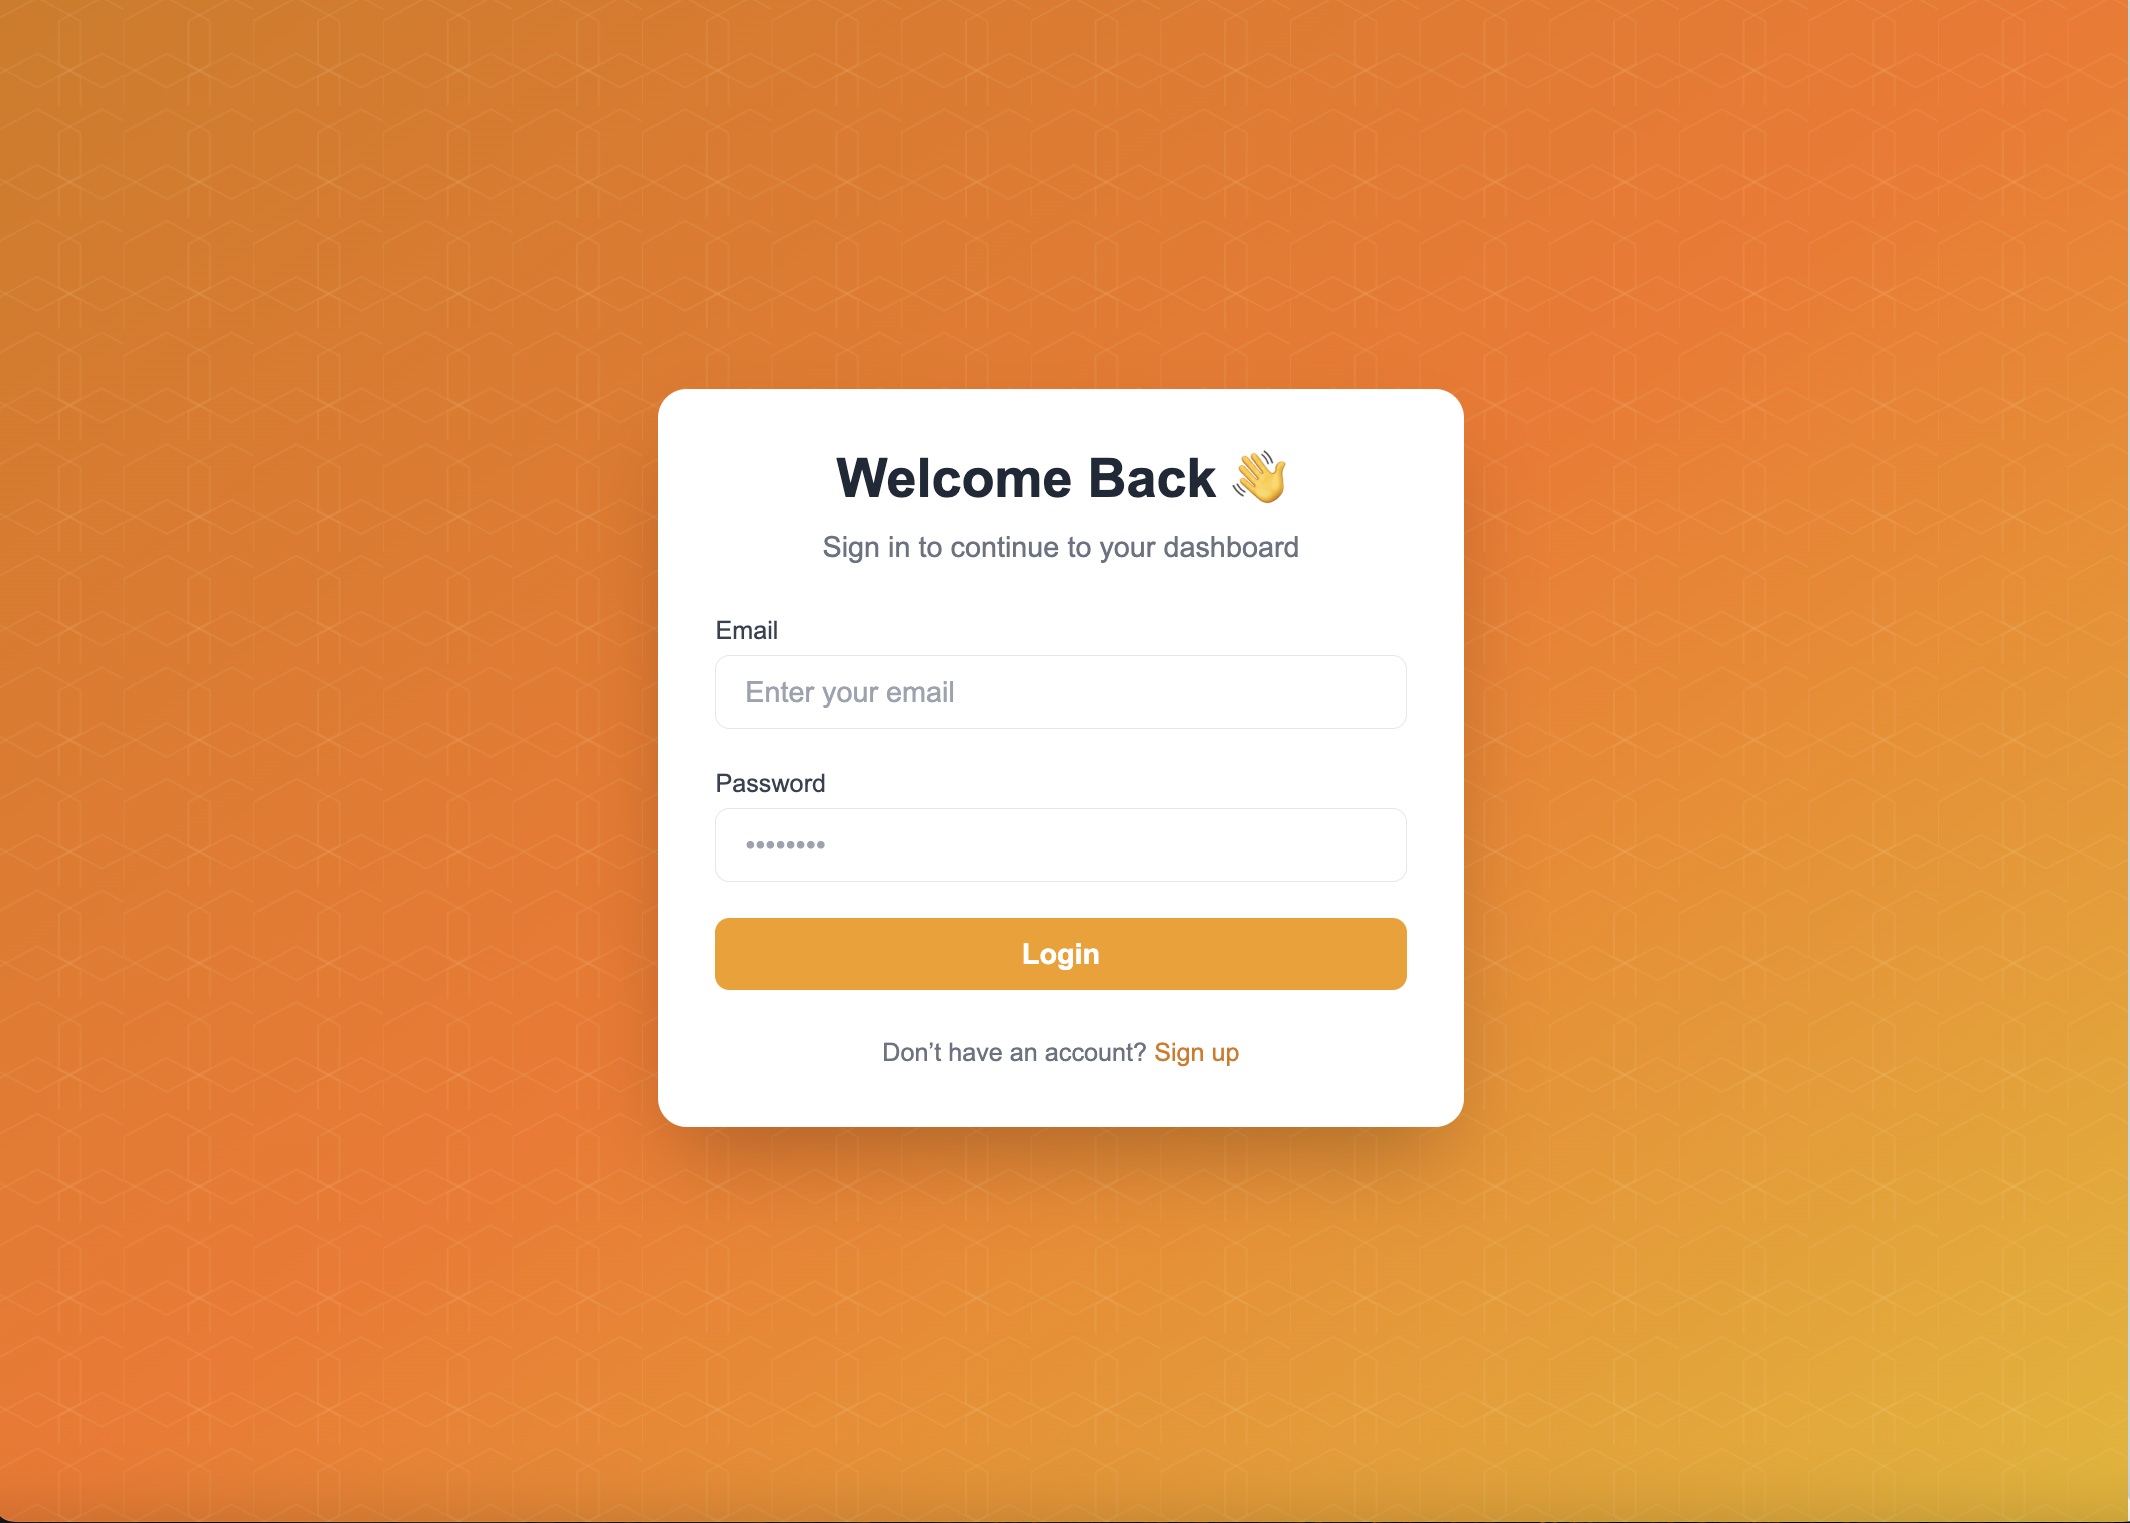 Welcome Back 👋
Sign in to continue to your dashboard
Email
Enter your email
Password
••••••••
Login
Don’t have an account? Sign up